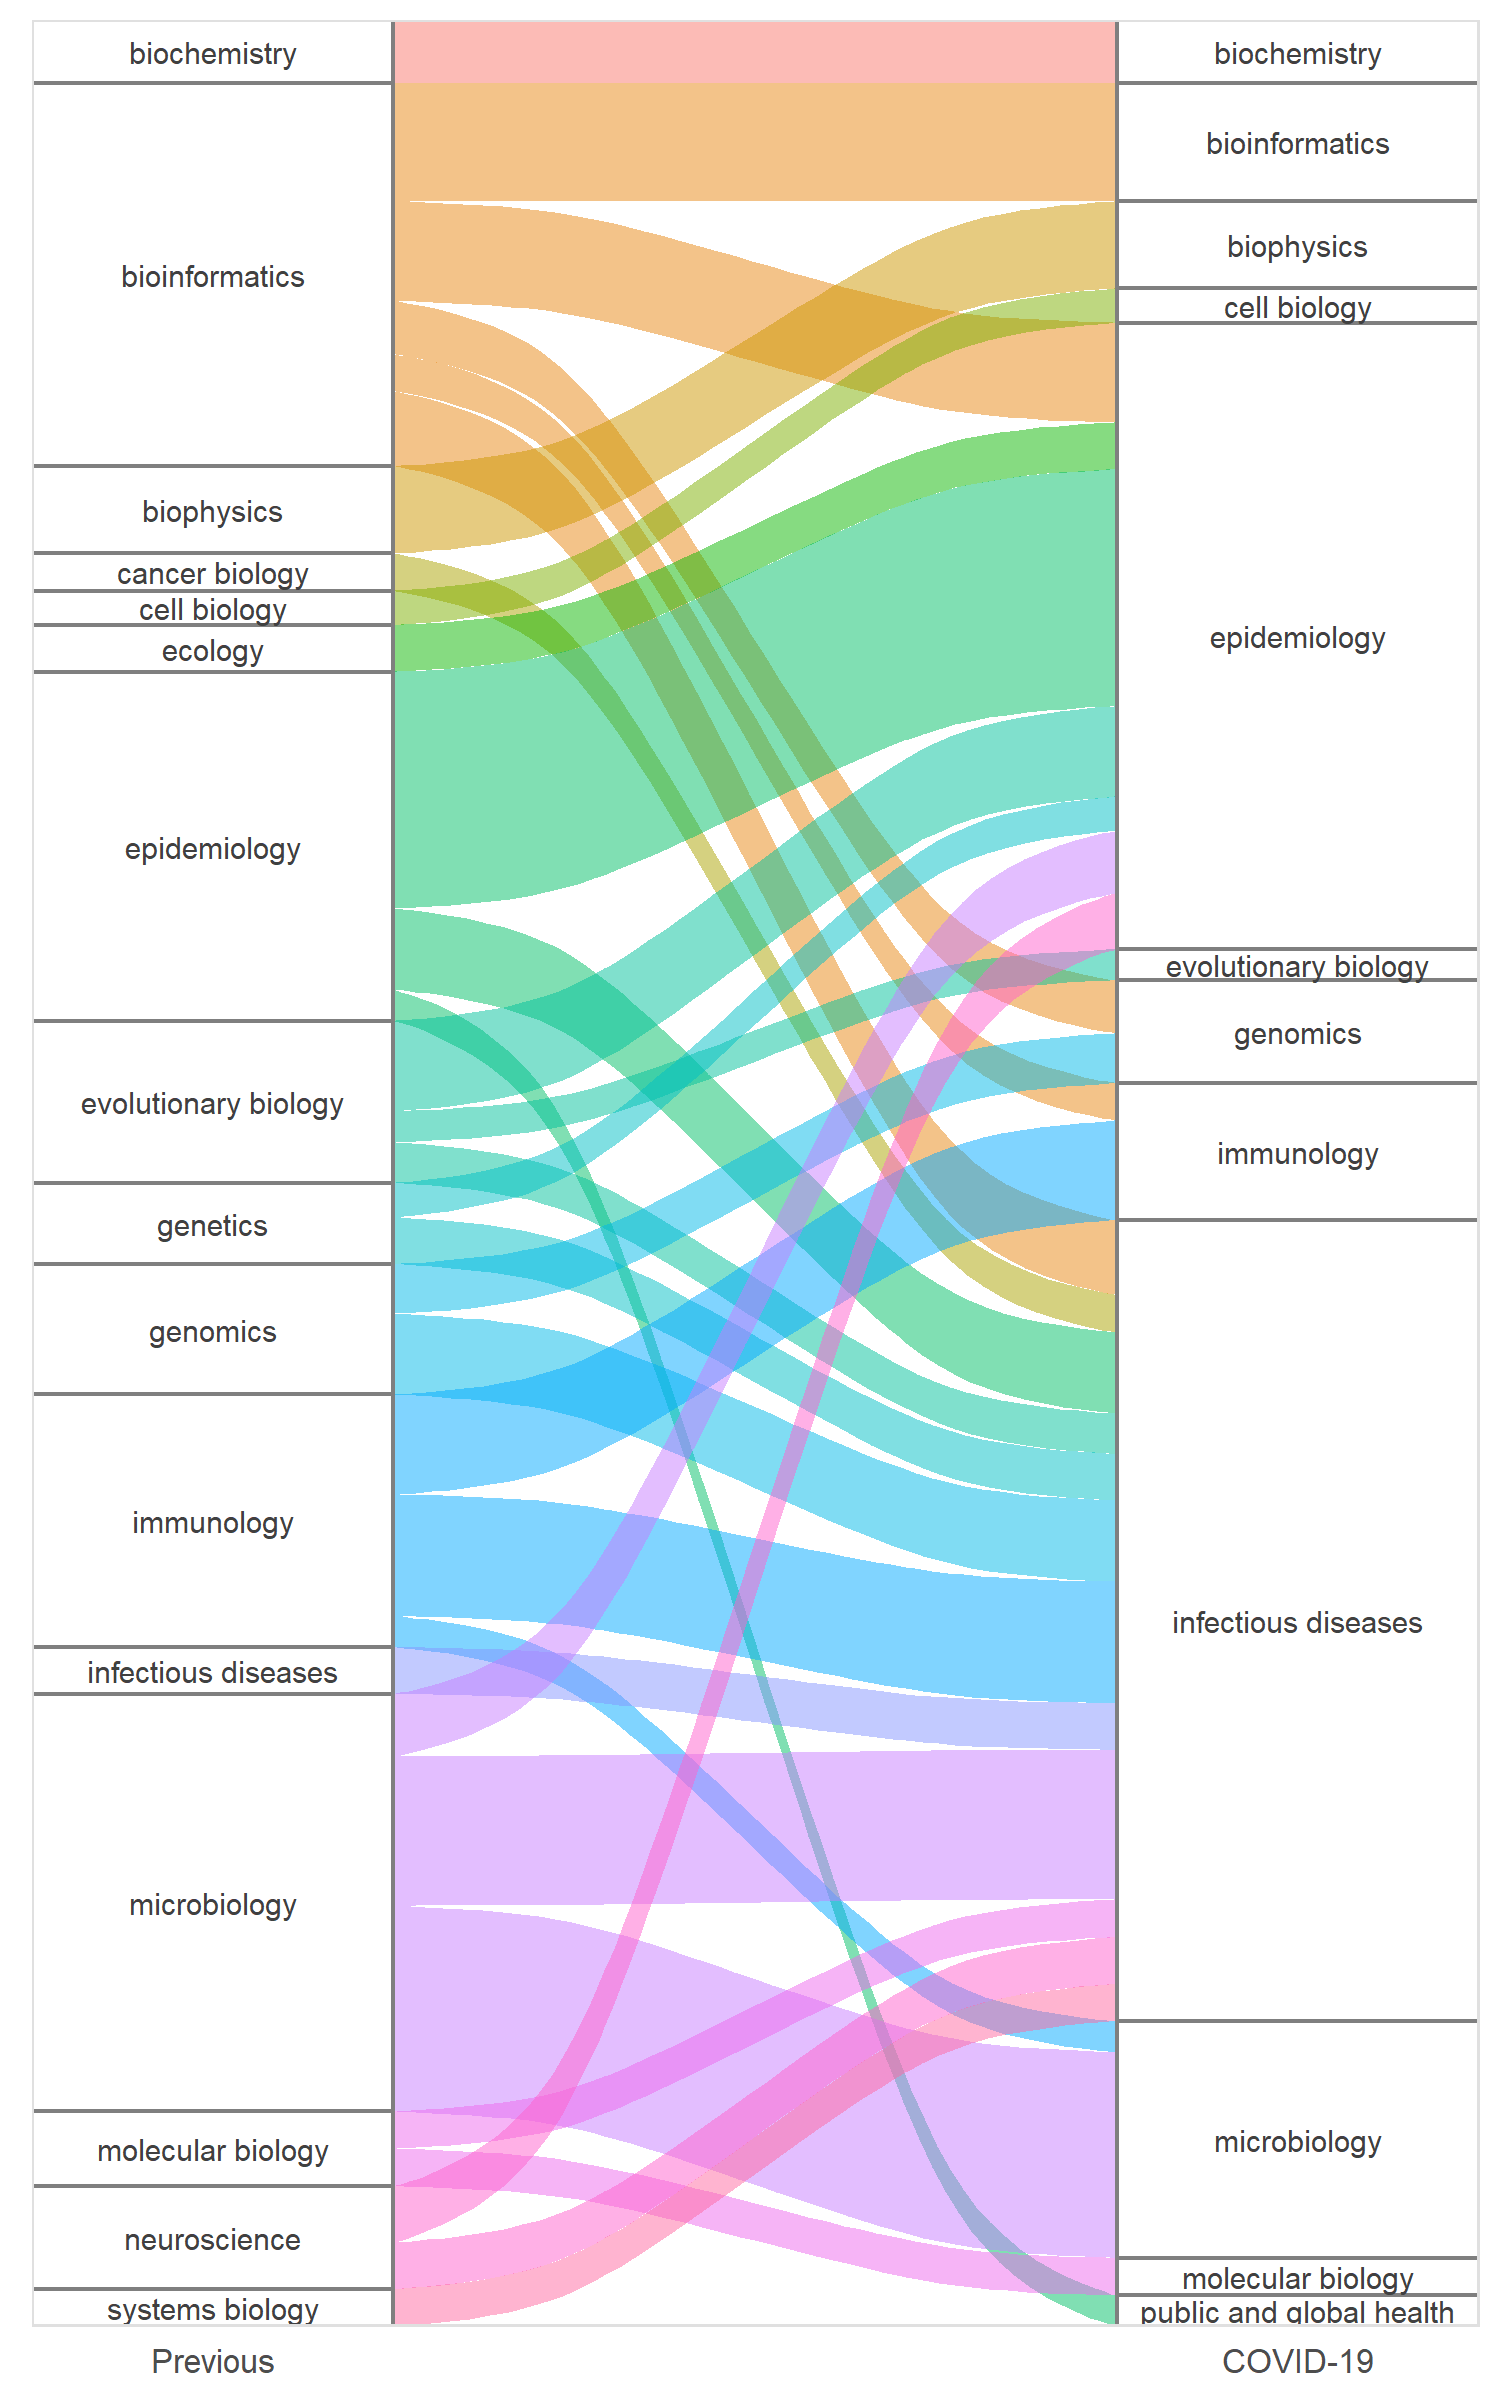 biochemistry
bioinformatics
biophysics
cancer biology
cell biology
ecology
epidemiology
evolutionary biology
genetics
genomics
immunology
infectious diseases
microbiology
molecular biology
neuroscience
systems biology
Previous
biochemistry
bioinformatics
biophysics
cell biology
epidemiology
evolutionary biology
genomics
immunology
infectious diseases
microbiology
molecular biology
public and global health
COVID-19